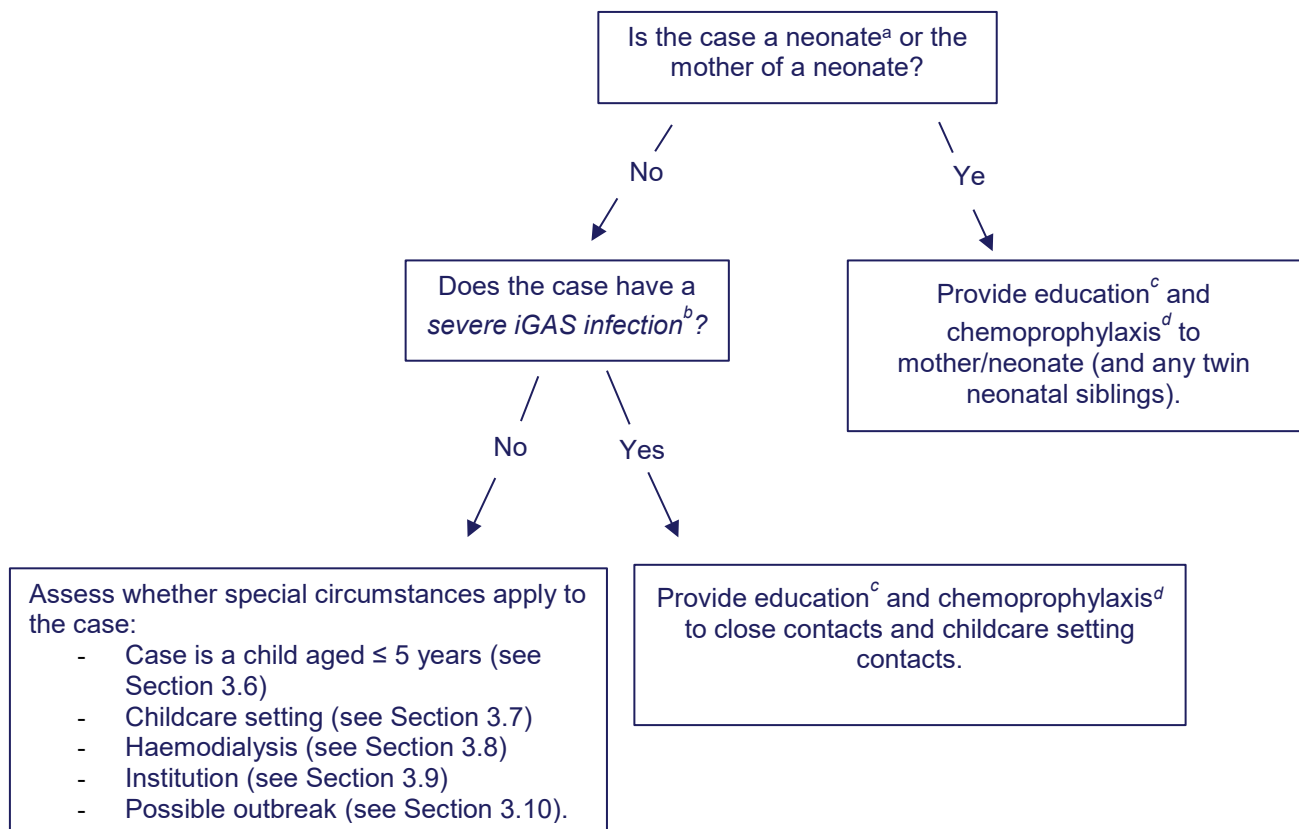 Is the case a neonateᵃ or the
mother of a neonate?
No
Ye
Does the case have a
severe iGAS infectionᵇ?
Provide educationᶜ and
chemoprophylaxisᵈ to
mother/neonate (and any twin
neonatal siblings).
No
Yes
Assess whether special circumstances apply to
the case:
- Case is a child aged ≤ 5 years (see
Section 3.6)
- Childcare setting (see Section 3.7)
- Haemodialysis (see Section 3.8)
- Institution (see Section 3.9)
- Possible outbreak (see Section 3.10).
Provide educationᶜ and chemoprophylaxisᵈ
to close contacts and childcare setting
contacts.